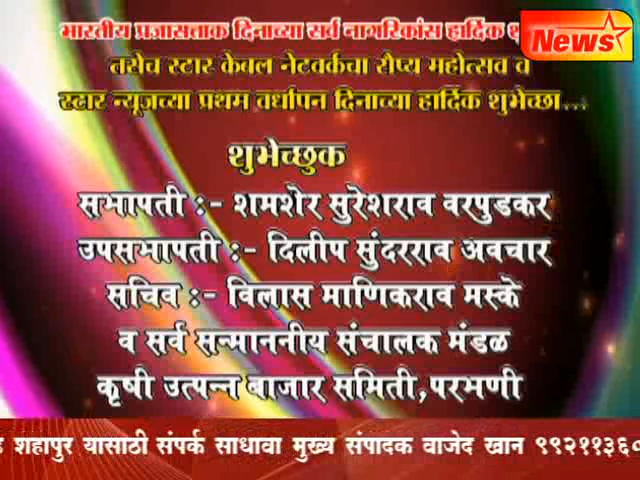 भारतीय प्रजासत्ताक दिनाच्या सर्व नागरिकांस हार्दिक
News
तसेच स्टार केबल नेटवर्कचा रौप्य महोत्सव व
स्टार न्यूजच्या प्रथम वर्धापन दिनाच्या हार्दिक शुभेच्छा...
शुभेच्छुक
सभापती :- शमशेर सुरेशराव वरपुडकर
उपसभापती :- दिलीप सुंदरराव अवचार
सचिव :- विलास माणिकराव मस्के
व सर्व सन्माननीय संचालक मंडळ
कृषी उत्पन्न बाजार समिती,परभणी
शहापुर यासाठी संपर्क साधावा मुख्य संपादक वाजेद खान ९९२११३६०